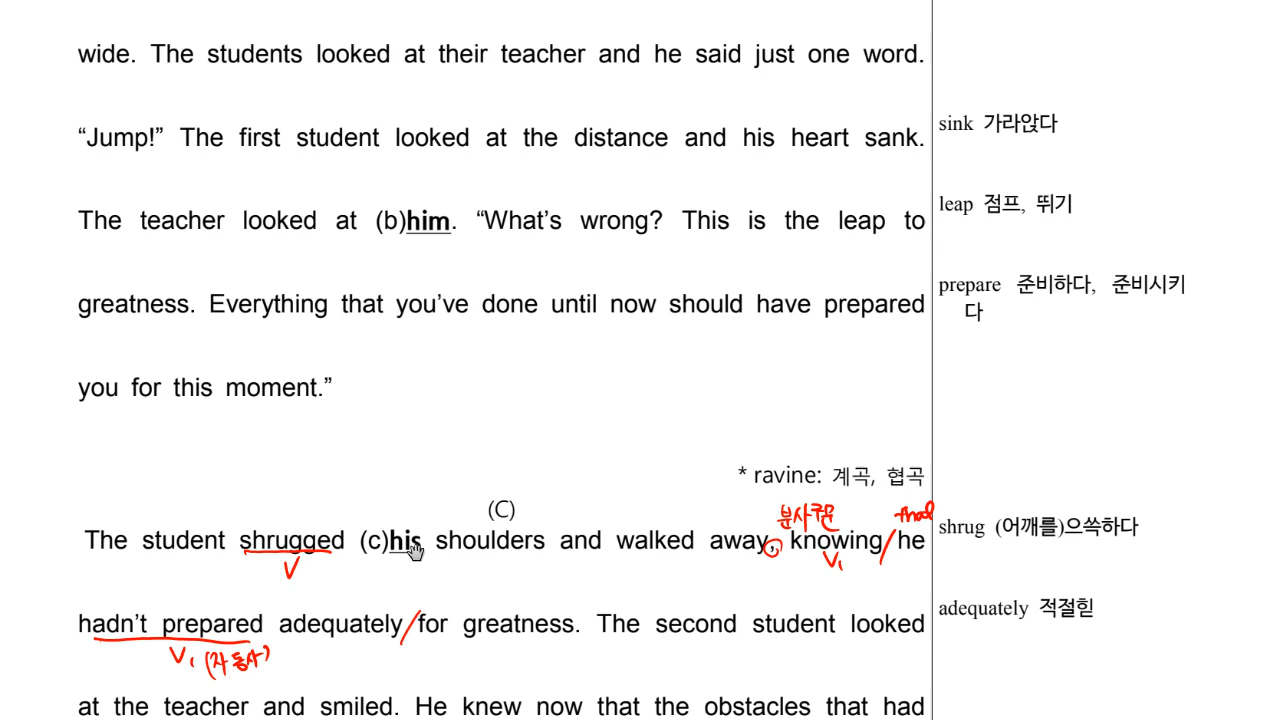 wide. The students looked at their teacher and he said just one word.
“Jump!” The first student looked at the distance and his heart sank.
sink 가라앉다
The teacher looked at (b)him. “What’s wrong? This is the leap to
leap 점프, 뛰기
greatness. Everything that you’ve done until now should have prepared
prepare 준비하다, 준비시키
다
you for this moment.”
* ravine: 계곡, 협곡
(C)
분사구문
that
The student shrugged (c)his shoulders and walked away, knowing / he
shrug (어깨를)으쓱하다
V
V₁
hadn’t prepared adequately / for greatness. The second student looked
adequately 적절힏
V₁ (자동사)
at the teacher and smiled. He knew now that the obstacles that had